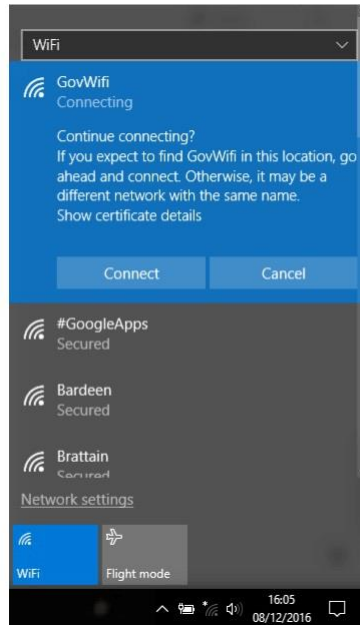 WiFi
GovWifi
Connecting
Continue connecting?
If you expect to find GovWifi in this location, go
ahead and connect. Otherwise, it may be a
different network with the same name.
Show certificate details
Connect Cancel
#GoogleApps
Secured
Bardeen
Secured
Brattain
Secured
Network settings
WiFi Flight mode
16:05
08/12/2016